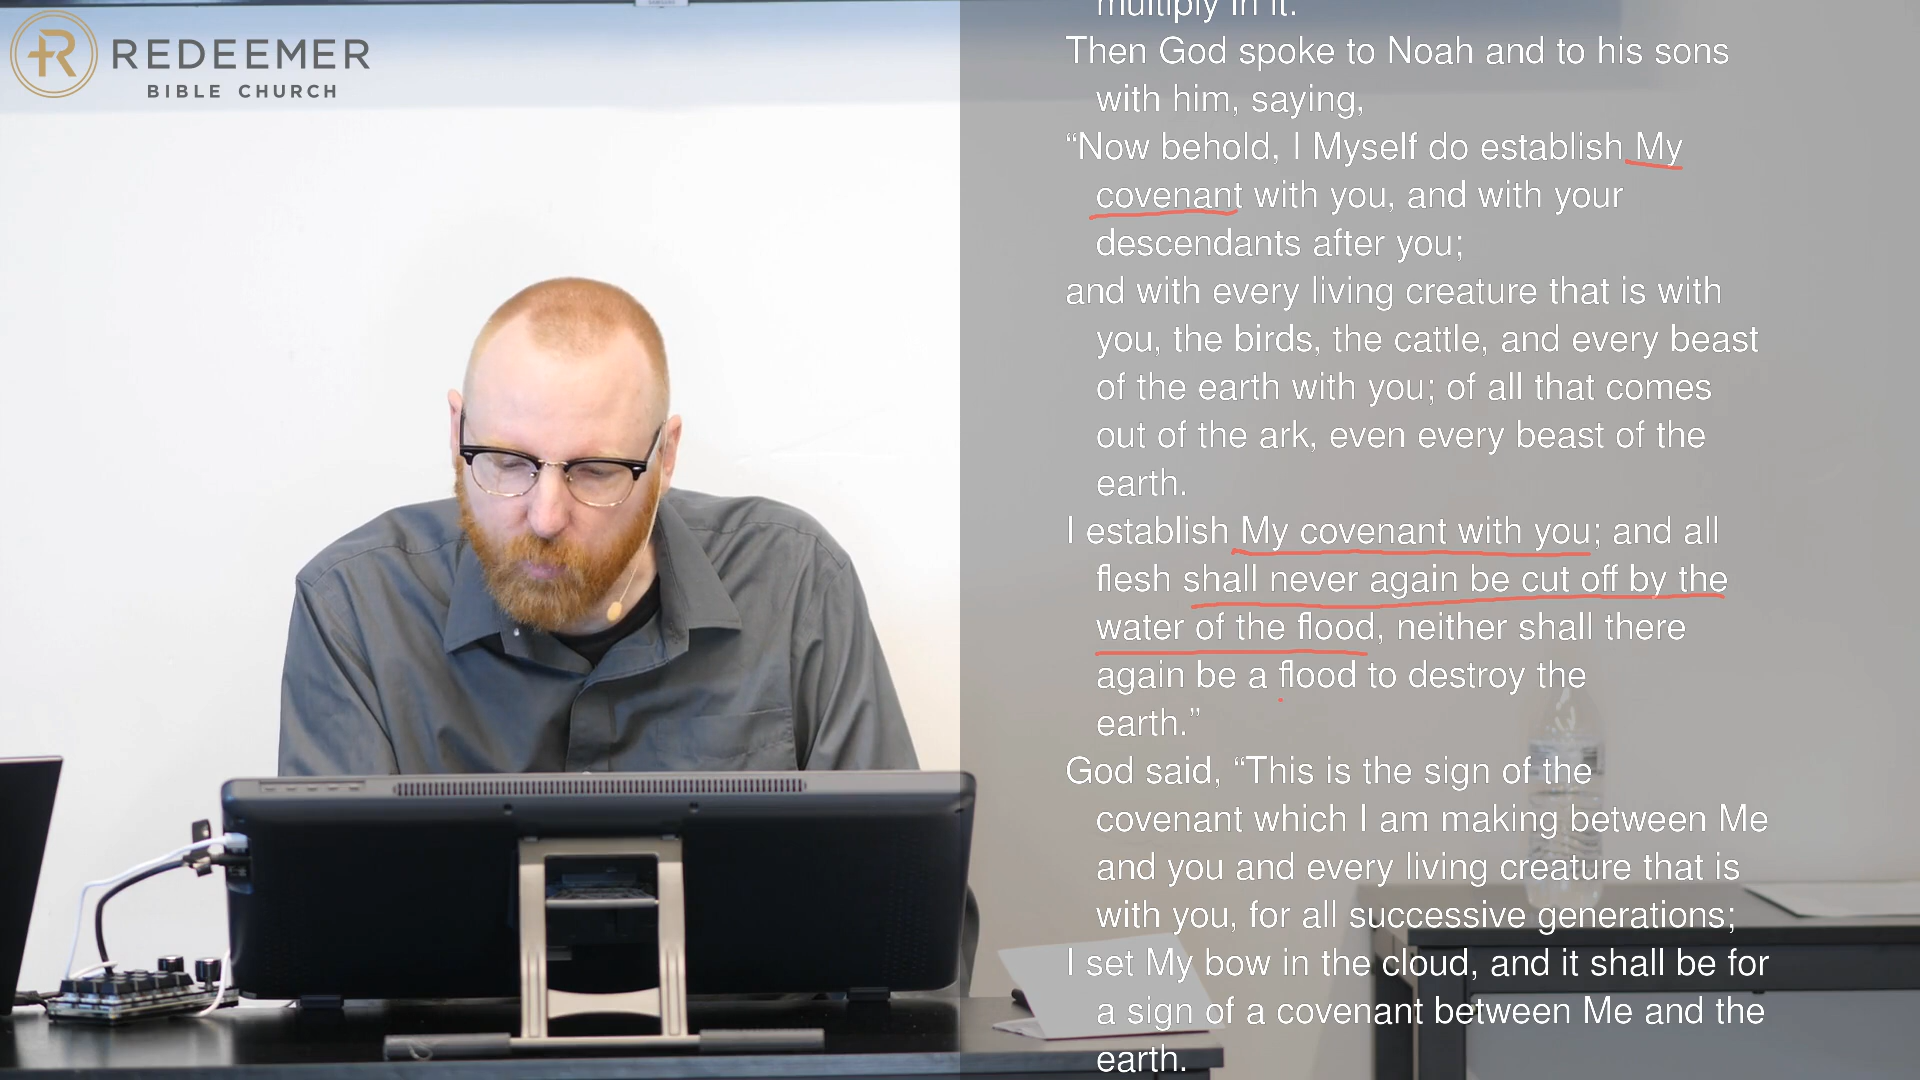 REDEEMER
BIBLE CHURCH
multiply in it.
Then God spoke to Noah and to his sons
with him, saying,
“Now behold, I Myself do establish My
covenant with you, and with your
descendants after you;
and with every living creature that is with
you, the birds, the cattle, and every beast
of the earth with you; of all that comes
out of the ark, even every beast of the
earth.
I establish My covenant with you; and all
flesh shall never again be cut off by the
water of the flood, neither shall there
again be a flood to destroy the
earth.”
God said, “This is the sign of the
covenant which I am making between Me
and you and every living creature that is
with you, for all successive generations;
I set My bow in the cloud, and it shall be for
a sign of a covenant between Me and the
earth.